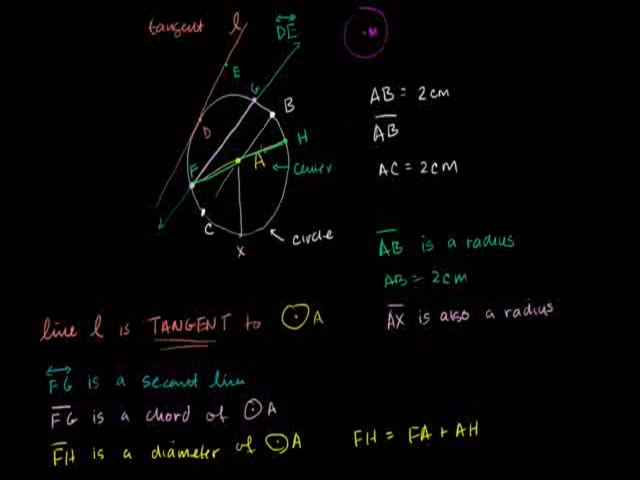 tangent l
DE
M
E
G
B
D
H
A
F
center
C
X
circle
AB = 2cm
AB
AC = 2cm
AB is a radius
AB = 2cm
AX is also a radius
line l is TANGENT to ⊙A
FG is a second line
FG is a chord of ⊙A
FH is a diameter of ⊙A
FH = FA + AH